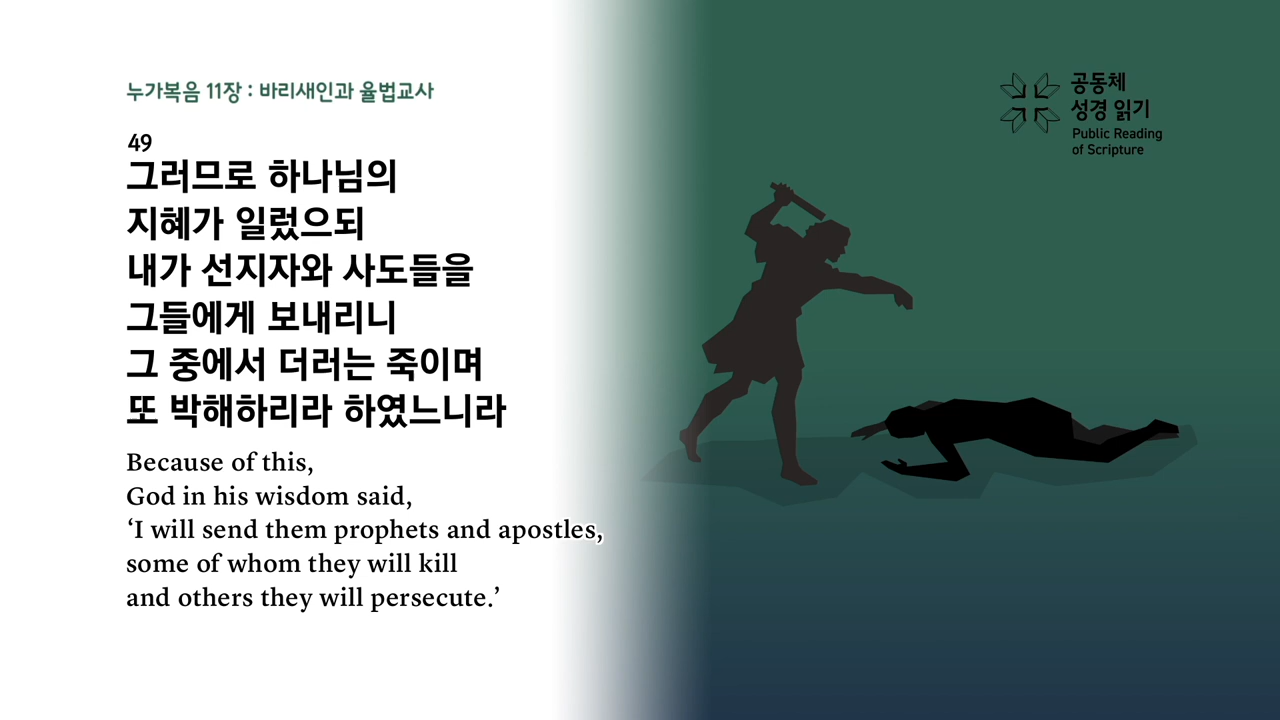 누가복음 11장 : 바리새인과 율법교사
공동체
성경 읽기
Public Reading
of Scripture
49
그러므로 하나님의
지혜가 일렀으되
내가 선지자와 사도들을
그들에게 보내리니
그 중에서 더러는 죽이며
또 박해하리라 하였느니라
Because of this,
God in his wisdom said,
‘I will send them prophets and apostles,
some of whom they will kill
and others they will persecute.’